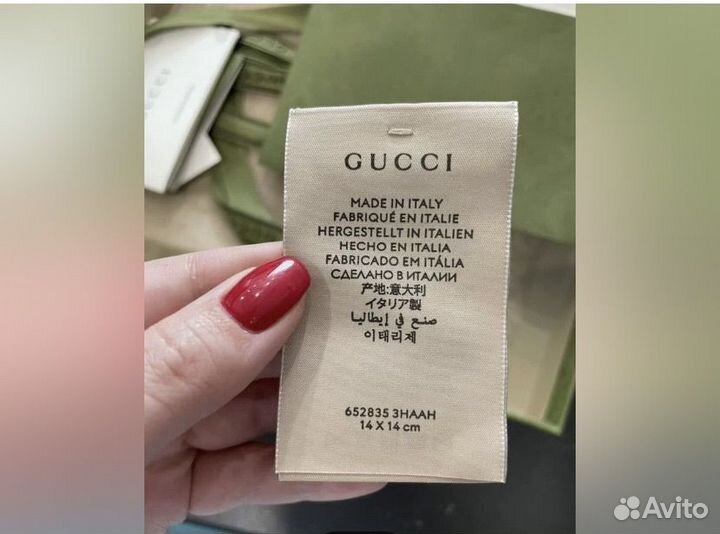 GUCCI
GUCCI
MADE IN ITALY
FABRIQUÉ EN ITALIE
HERGESTELLT IN ITALIEN
HECHO EN ITALIA
FABRICADO EM ITÁLIA
СДЕЛАНО В ИТАЛИИ
产地:意大利
イタリア製
صنع في إيطاليا
이태리제
652835 3HAAH
14 X 14 cm
Avito